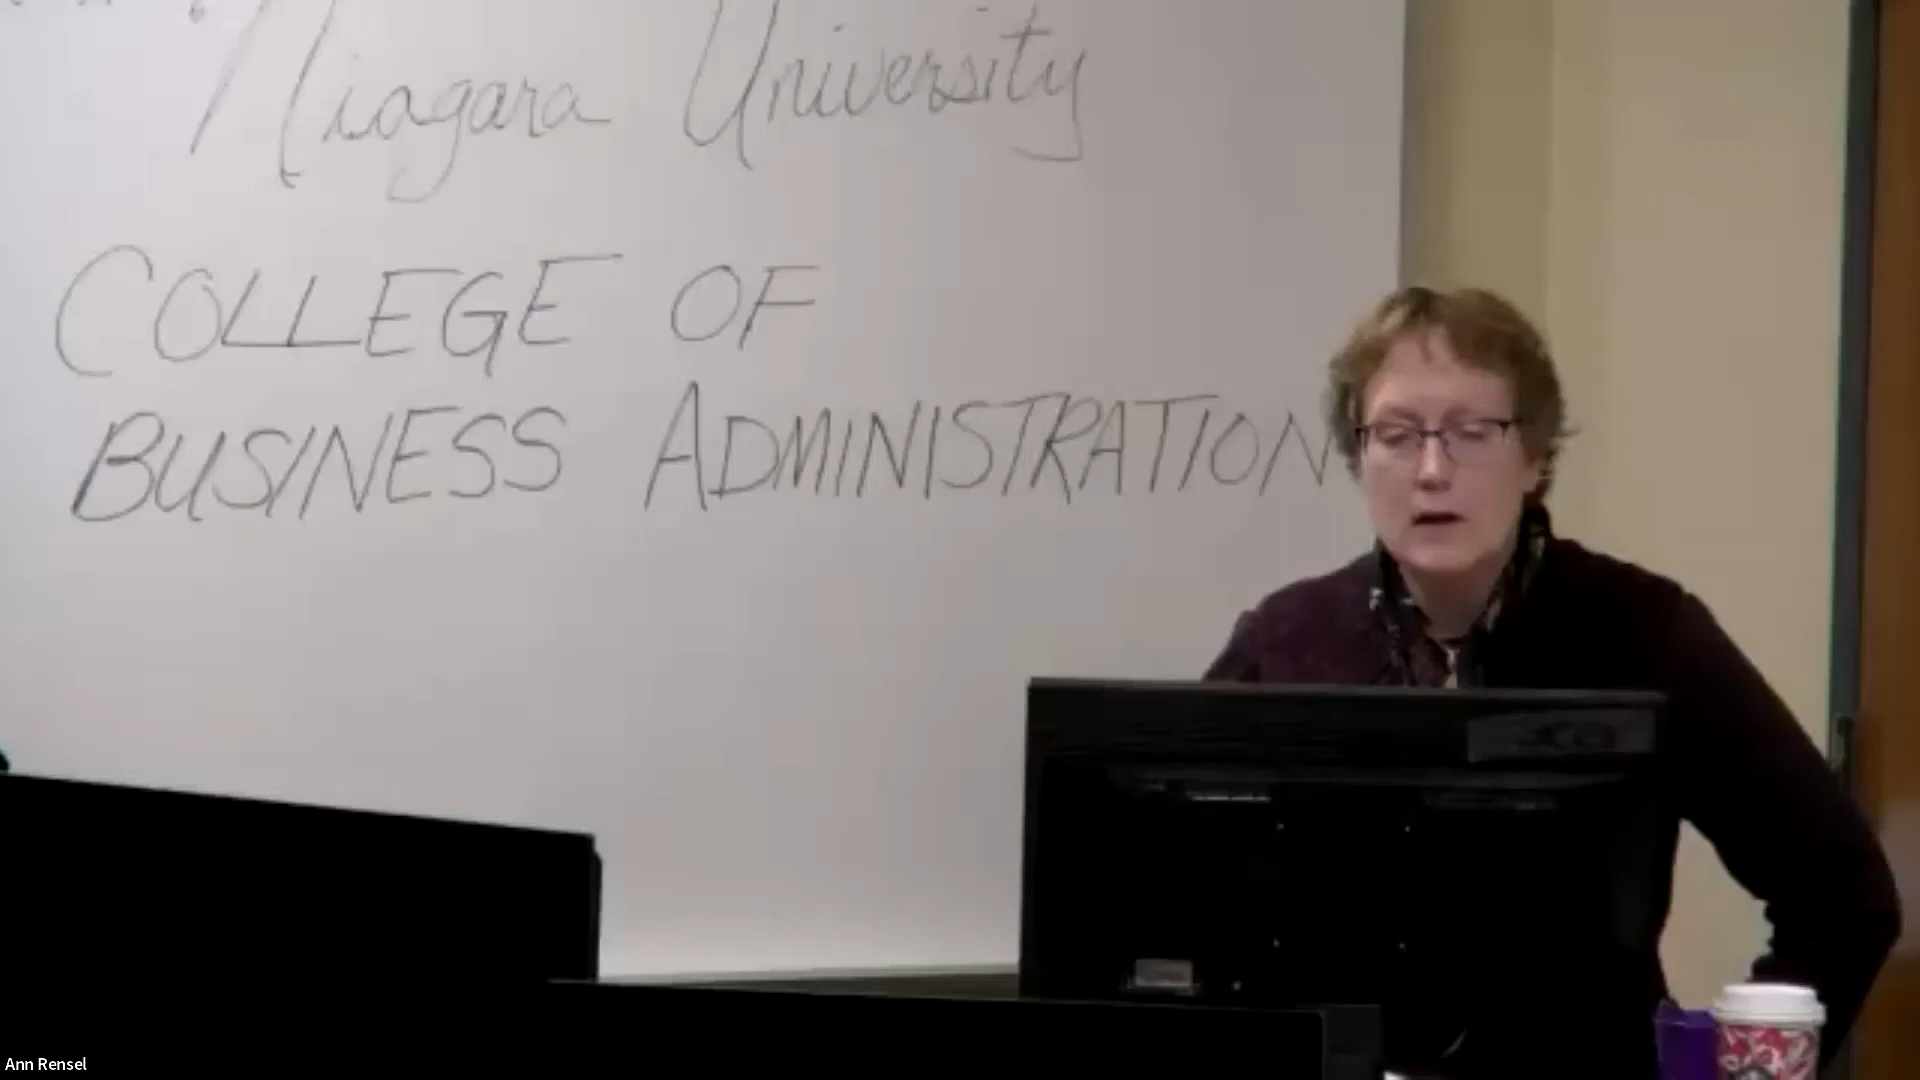 Niagara University
COLLEGE OF
BUSINESS ADMINISTRATION
Ann Rensel